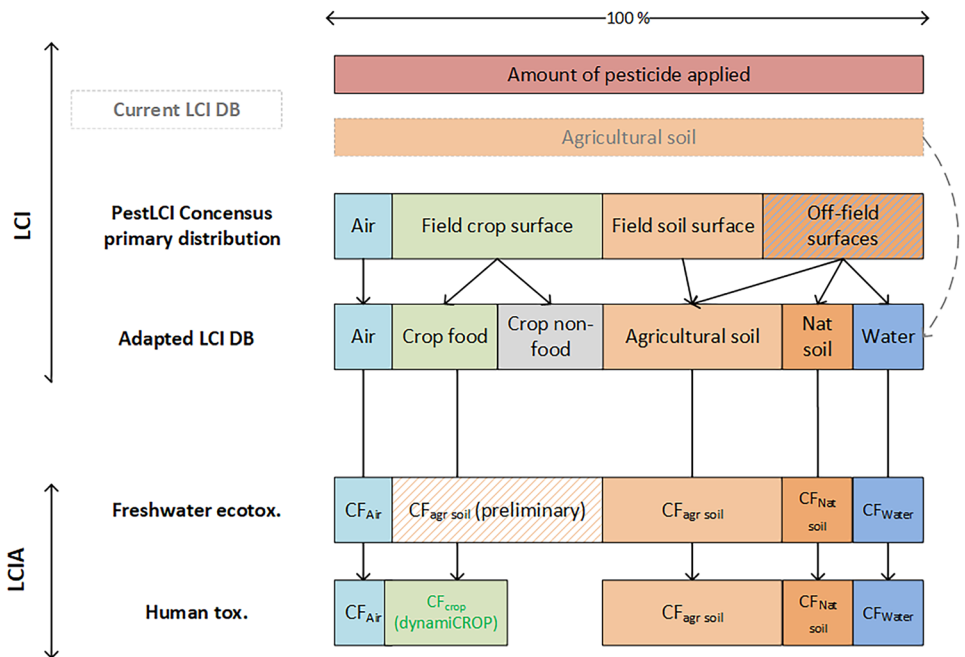 100 %
Amount of pesticide applied
Current LCI DB
Agricultural soil
LCI
PestLCI Concensus
primary distribution
Air
Field crop surface
Field soil surface
Off-field
surfaces
Adapted LCI DB
Air
Crop food
Crop non-
food
Agricultural soil
Nat
soil
Water
LCIA
Freshwater ecotox.
CFAir
CFagr soil (preliminary)
CFagr soil
CFNat
soil
CFWater
Human tox.
CFAir
CFcrop
(dynamiCROP)
CFagr soil
CFNat
soil
CFWater